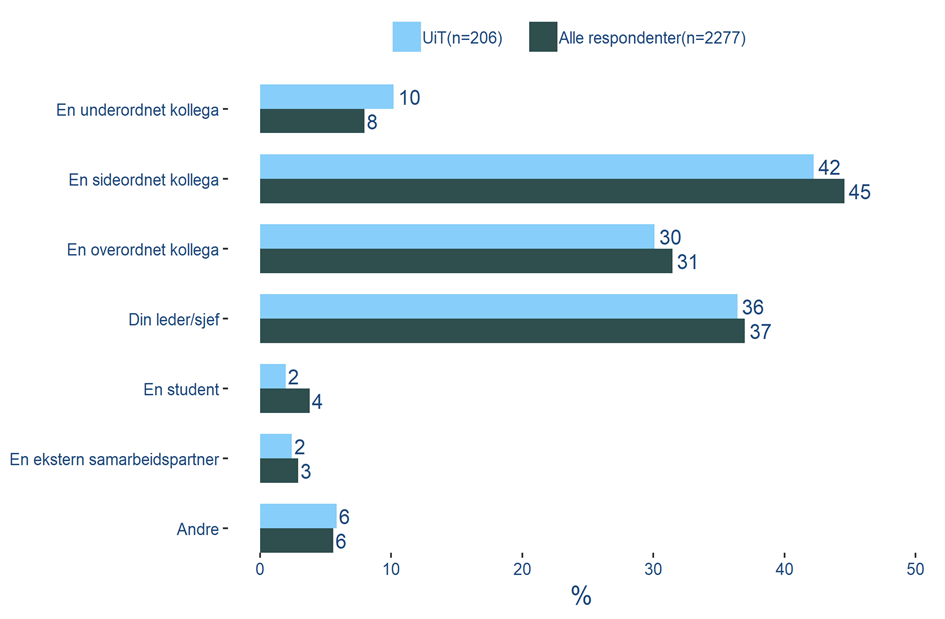 UiT(n=206) Alle respondenter(n=2277)
En underordnet kollega
10
8
En sideordnet kollega
42
45
En overordnet kollega
30
31
Din leder/sjef
36
37
En student
2
4
En ekstern samarbeidspartner
2
3
Andre
6
6
0 10 20 30 40 50
%